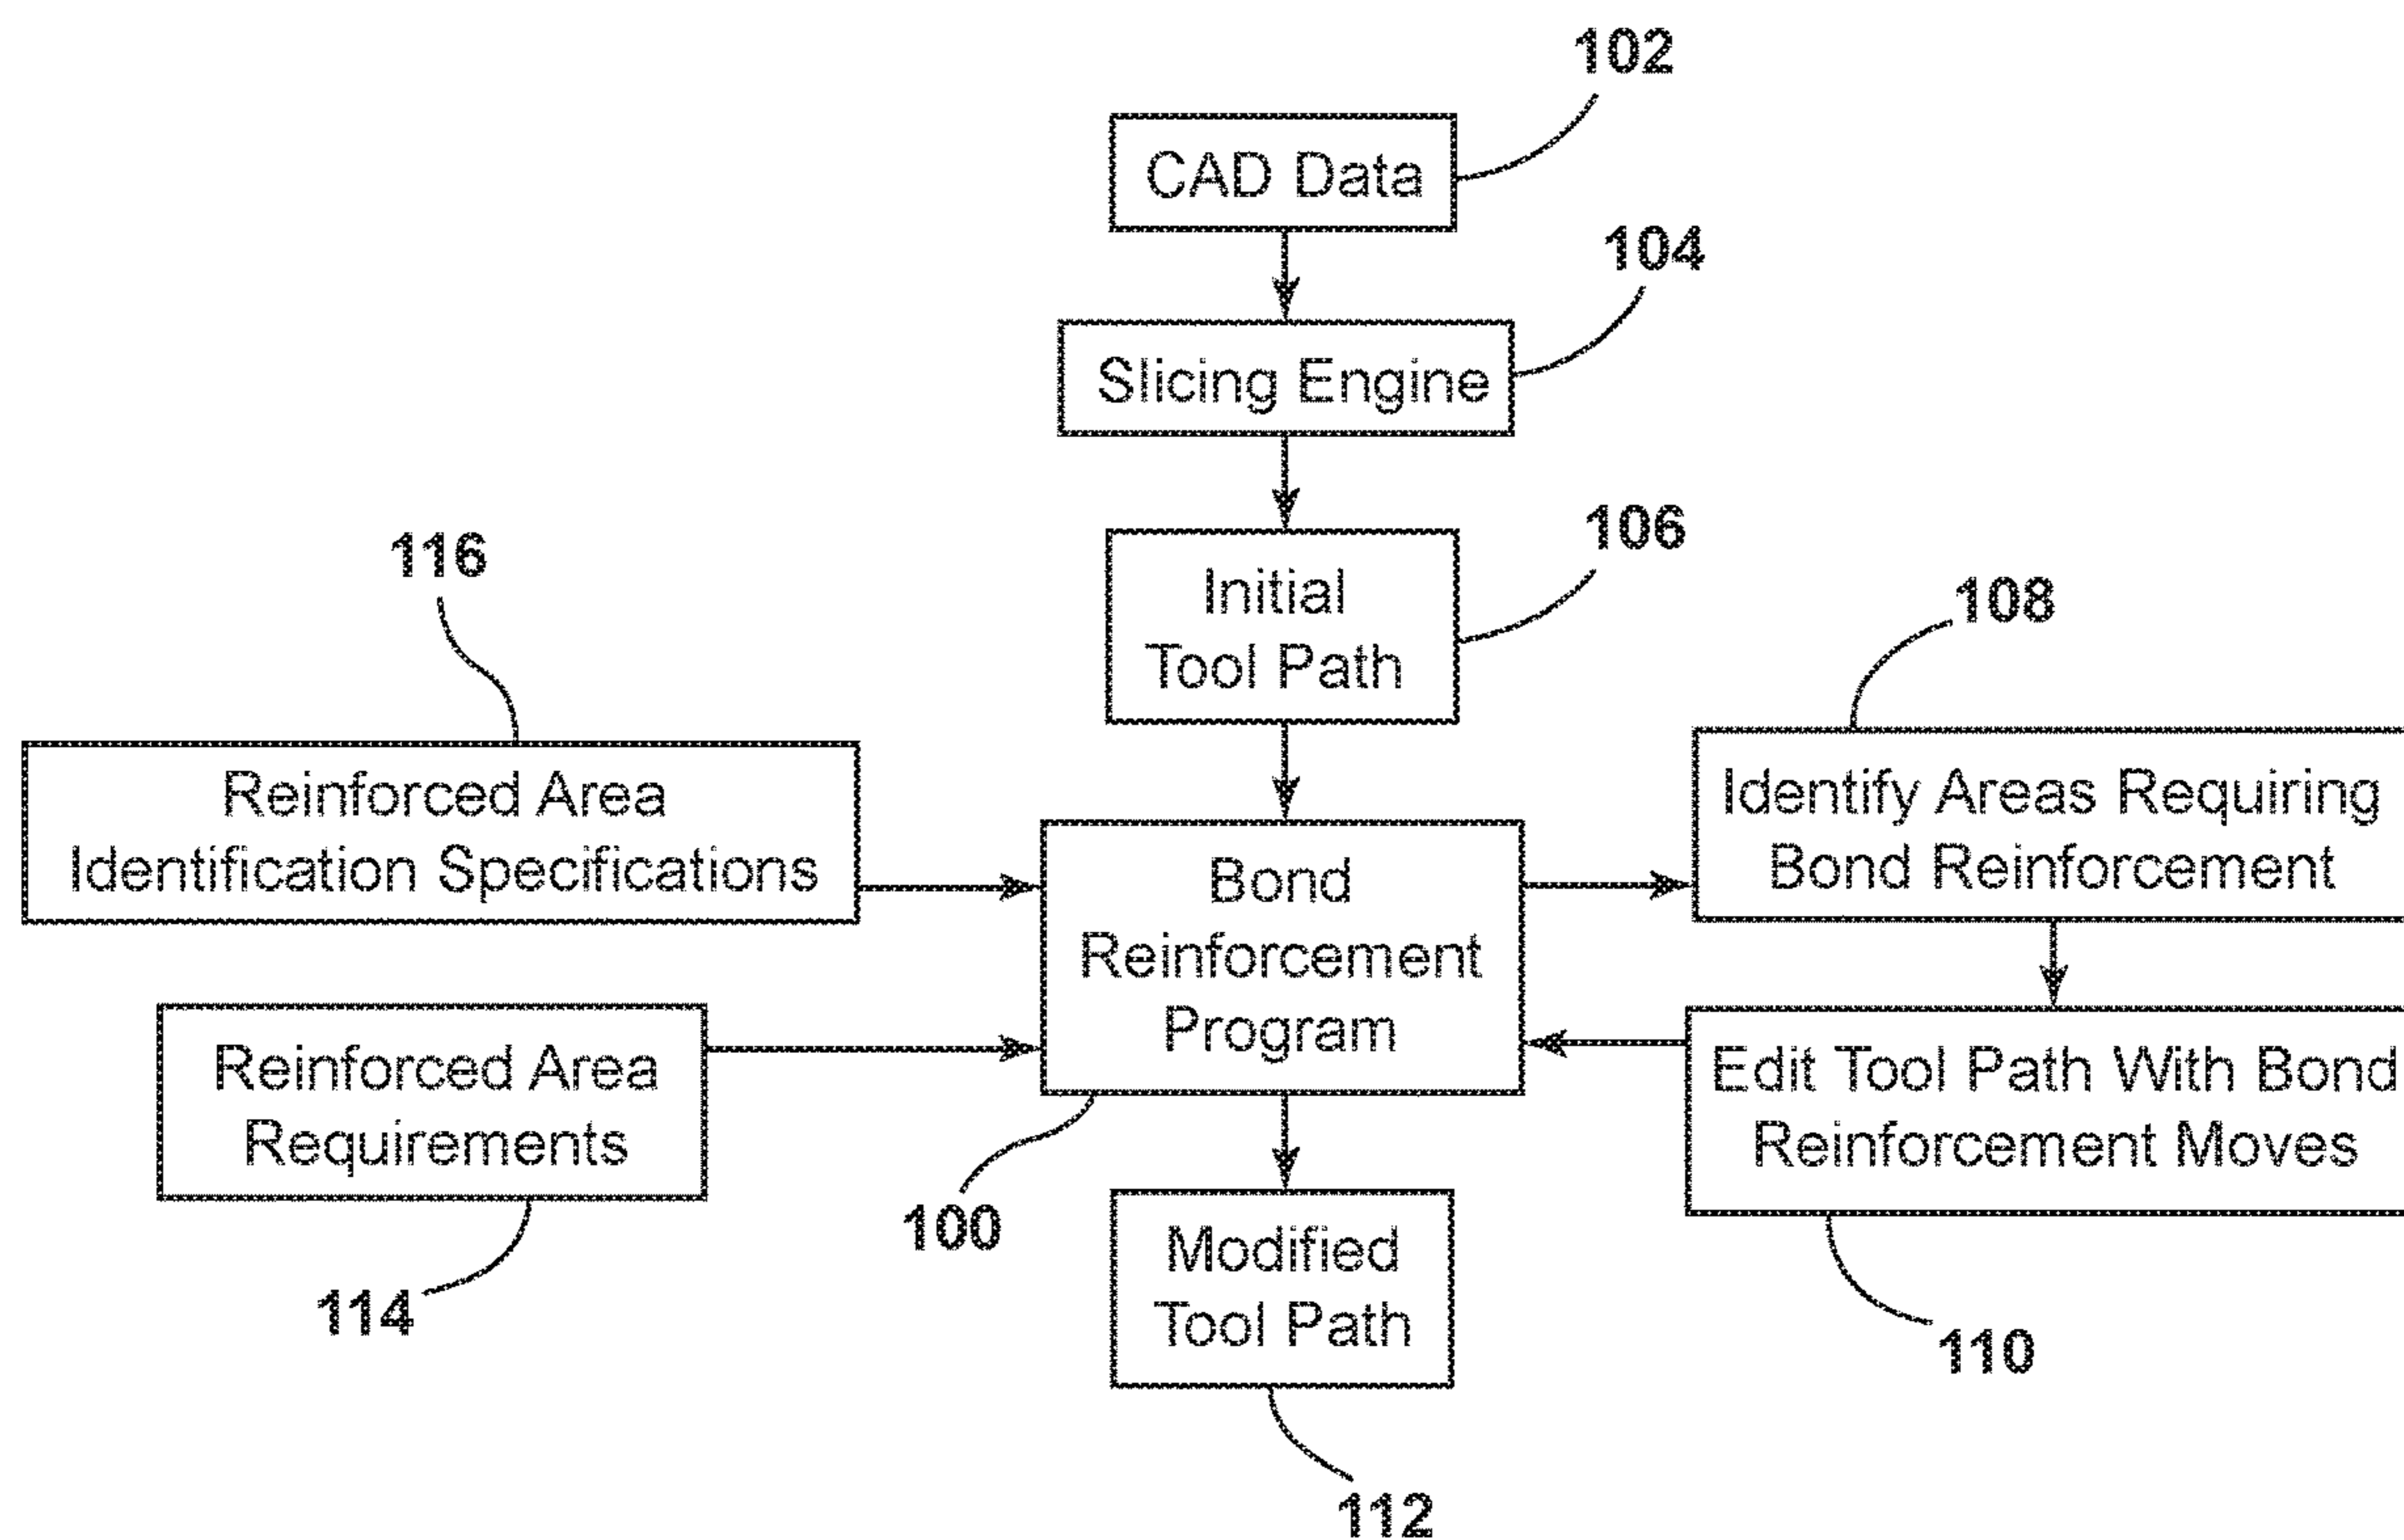 102
CAD Data
104
Slicing Engine
106
Initial
Tool Path
116
108
Reinforced Area
Identification Specifications
Identify Areas Requiring
Bond Reinforcement
Bond
Reinforcement
Program
Reinforced Area
Requirements
Edit Tool Path With Bond
Reinforcement Moves
100
114
110
Modified
Tool Path
112